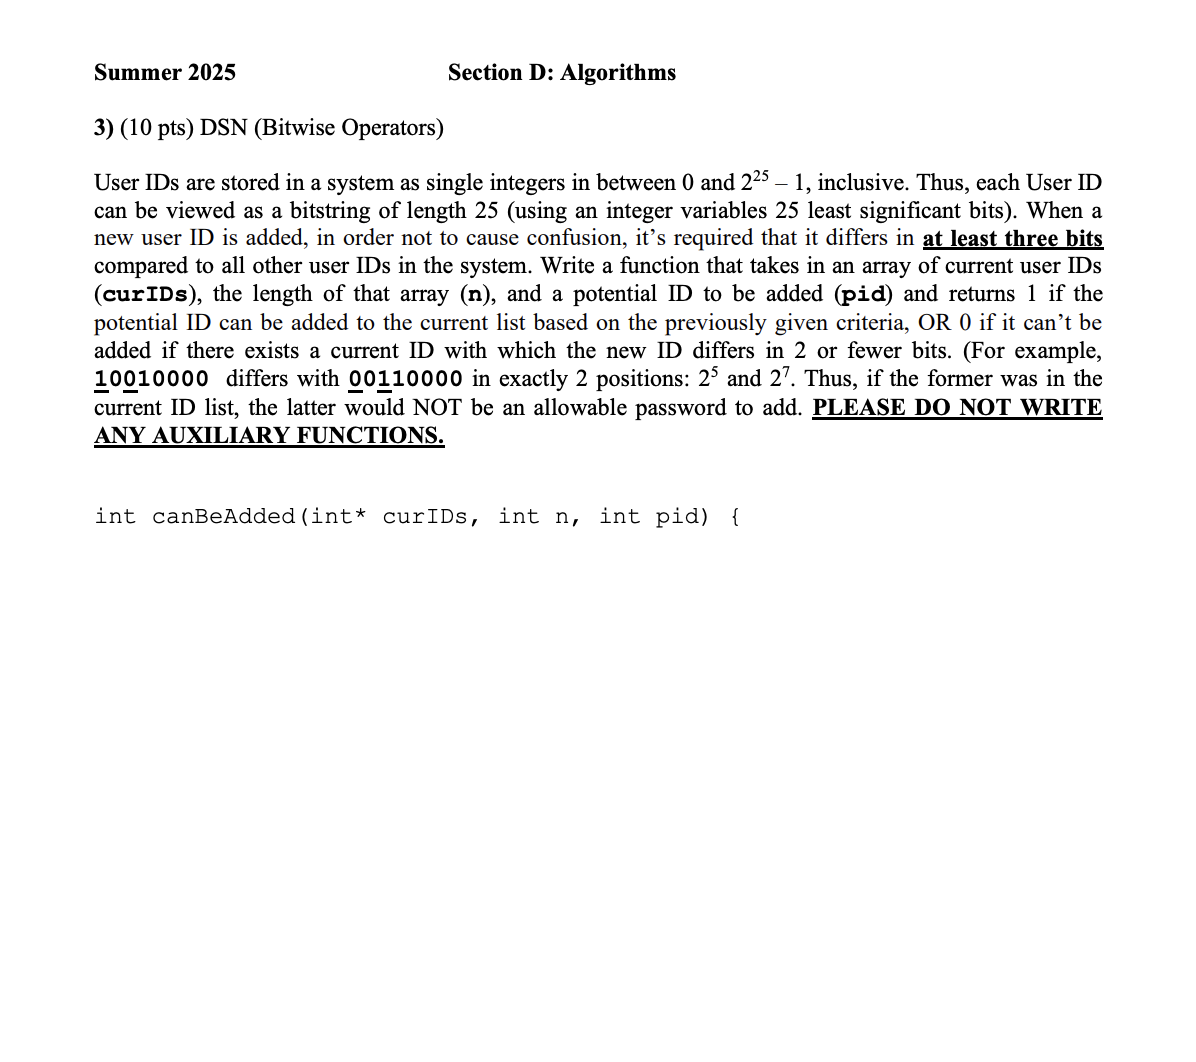 Summer 2025 Section D: Algorithms
3) (10 pts) DSN (Bitwise Operators)
User IDs are stored in a system as single integers in between 0 and 2²⁵ – 1, inclusive. Thus, each User ID
can be viewed as a bitstring of length 25 (using an integer variables 25 least significant bits). When a
new user ID is added, in order not to cause confusion, it’s required that it differs in at least three bits
compared to all other user IDs in the system. Write a function that takes in an array of current user IDs
(curIDs), the length of that array (n), and a potential ID to be added (pid) and returns 1 if the
potential ID can be added to the current list based on the previously given criteria, OR 0 if it can’t be
added if there exists a current ID with which the new ID differs in 2 or fewer bits. (For example,
10010000 differs with 00110000 in exactly 2 positions: 2⁵ and 2⁷. Thus, if the former was in the
current ID list, the latter would NOT be an allowable password to add. PLEASE DO NOT WRITE
ANY AUXILIARY FUNCTIONS.
int canBeAdded(int* curIDs, int n, int pid) {